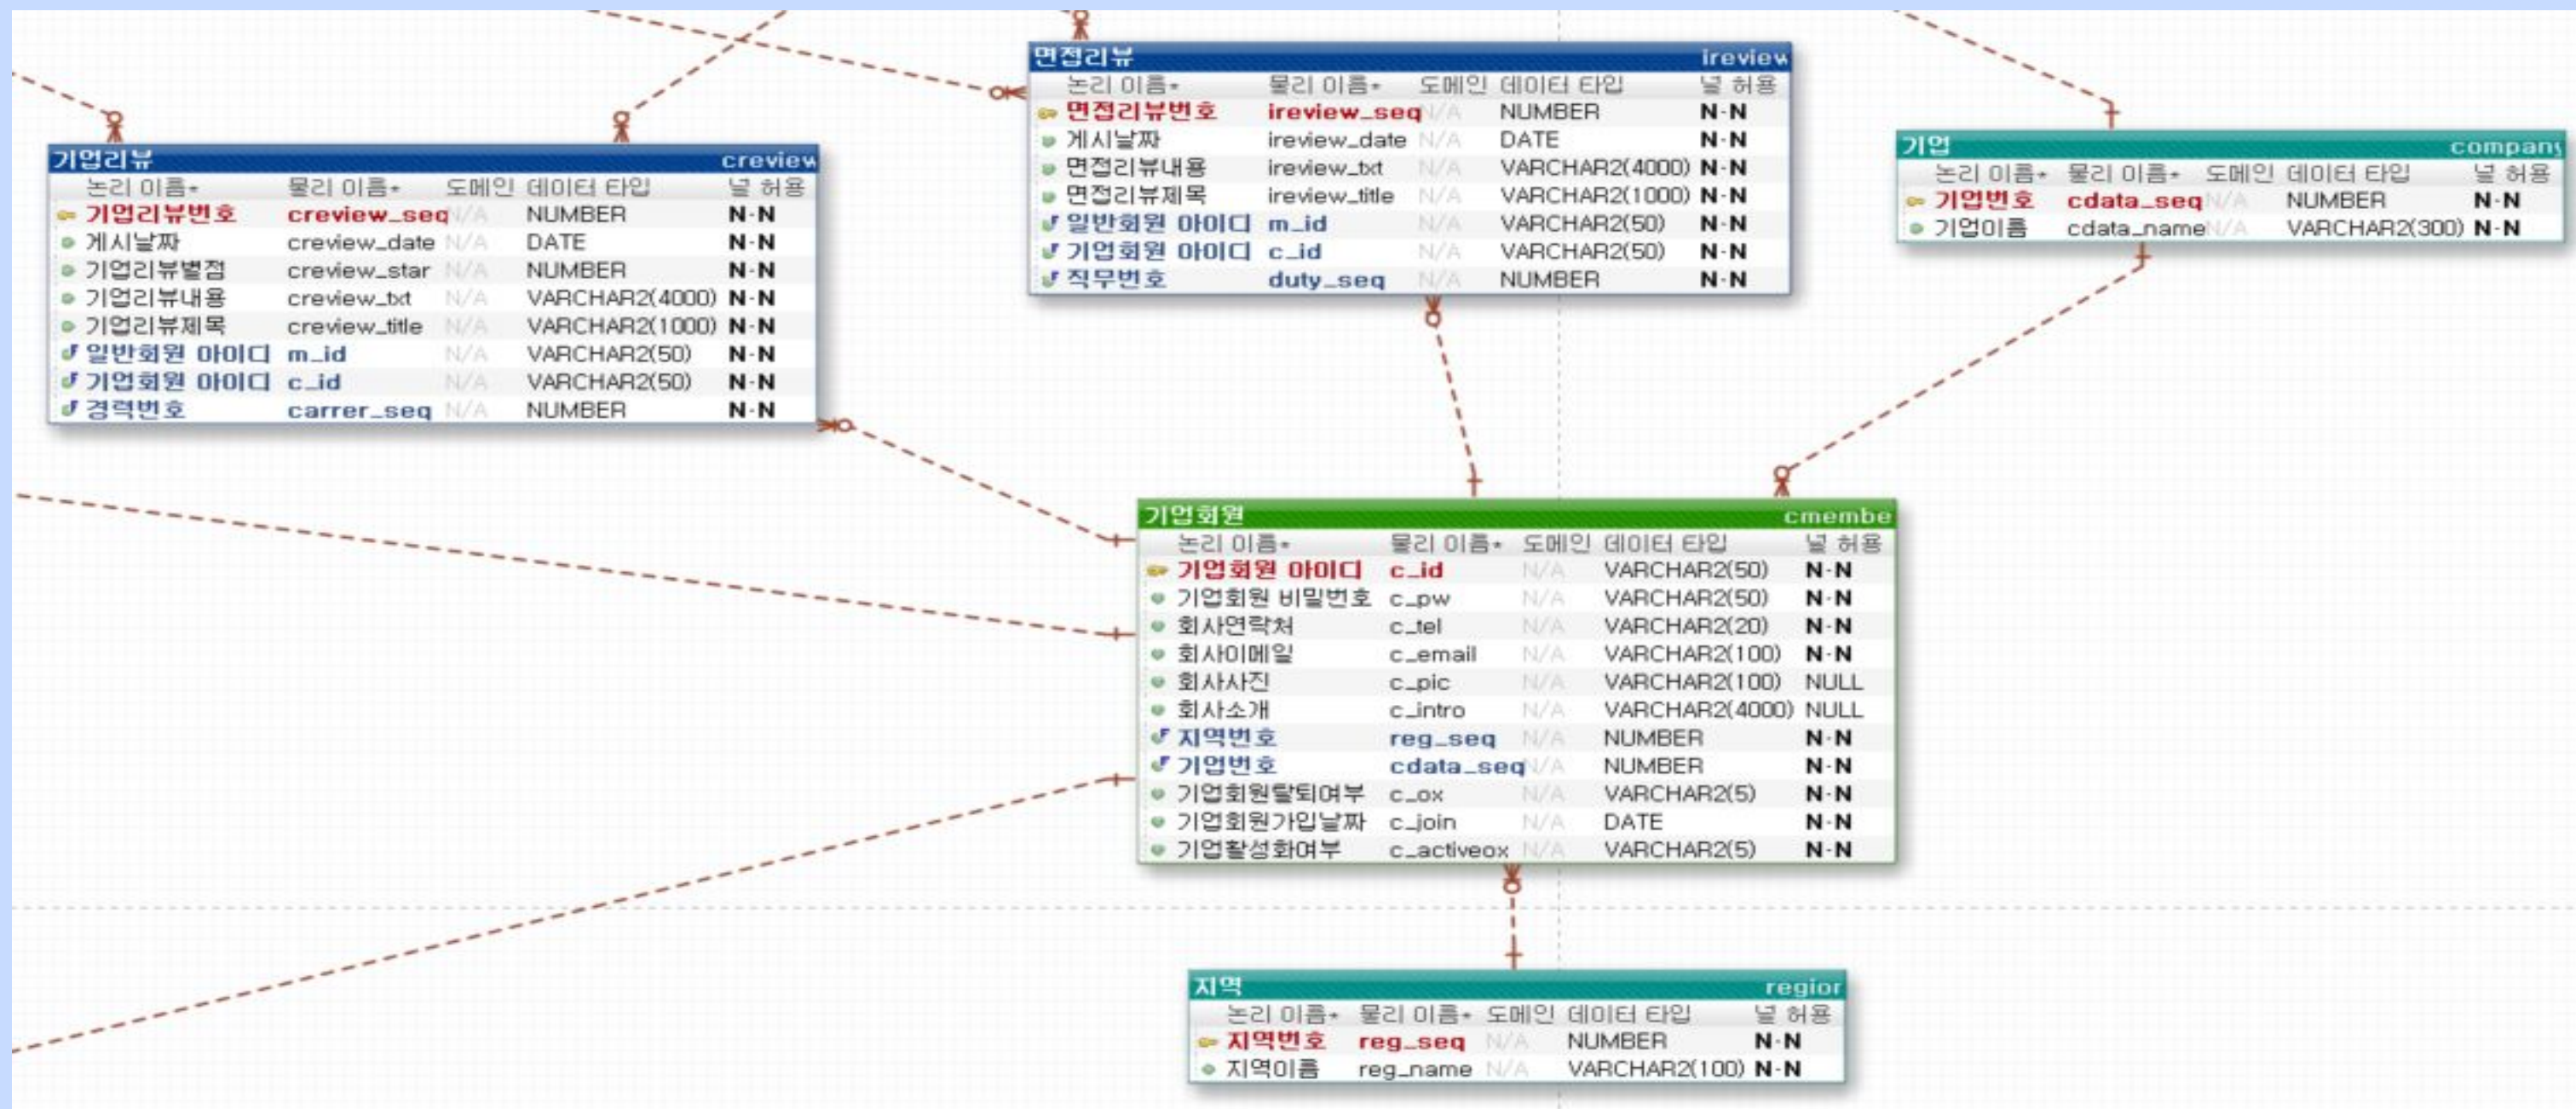 면접리뷰 ireview
논리 이름* 물리 이름* 도메인 데이터 타입 널 허용
면접리뷰번호 ireview_seq N/A NUMBER N-N
게시날짜 ireview_date N/A DATE N-N
면접리뷰내용 ireview_txt N/A VARCHAR2(4000) N-N
면접리뷰제목 ireview_title N/A VARCHAR2(1000) N-N
일반회원 아이디 m_id N/A VARCHAR2(50) N-N
기업회원 아이디 c_id N/A VARCHAR2(50) N-N
직무번호 duty_seq N/A NUMBER N-N
기업리뷰 creview
논리 이름* 물리 이름* 도메인 데이터 타입 널 허용
기업리뷰번호 creview_seq N/A NUMBER N-N
게시날짜 creview_date N/A DATE N-N
기업리뷰별점 creview_star N/A NUMBER N-N
기업리뷰내용 creview_txt N/A VARCHAR2(4000) N-N
기업리뷰제목 creview_title N/A VARCHAR2(1000) N-N
일반회원 아이디 m_id N/A VARCHAR2(50) N-N
기업회원 아이디 c_id N/A VARCHAR2(50) N-N
경력번호 carrer_seq N/A NUMBER N-N
기업 company
논리 이름* 물리 이름* 도메인 데이터 타입 널 허용
기업번호 cdata_seq N/A NUMBER N-N
기업이름 cdata_name N/A VARCHAR2(300) N-N
기업회원 cmembe
논리 이름* 물리 이름* 도메인 데이터 타입 널 허용
기업회원 아이디 c_id N/A VARCHAR2(50) N-N
기업회원 비밀번호 c_pw N/A VARCHAR2(50) N-N
회사연락처 c_tel N/A VARCHAR2(20) N-N
회사이메일 c_email N/A VARCHAR2(100) N-N
회사사진 c_pic N/A VARCHAR2(100) NULL
회사소개 c_intro N/A VARCHAR2(4000) NULL
지역번호 reg_seq N/A NUMBER N-N
기업번호 cdata_seq N/A NUMBER N-N
기업회원탈퇴여부 c_ox N/A VARCHAR2(5) N-N
기업회원가입날짜 c_join N/A DATE N-N
기업활성화여부 c_activeox N/A VARCHAR2(5) N-N
지역 region
논리 이름* 물리 이름* 도메인 데이터 타입 널 허용
지역번호 reg_seq N/A NUMBER N-N
지역이름 reg_name N/A VARCHAR2(100) N-N